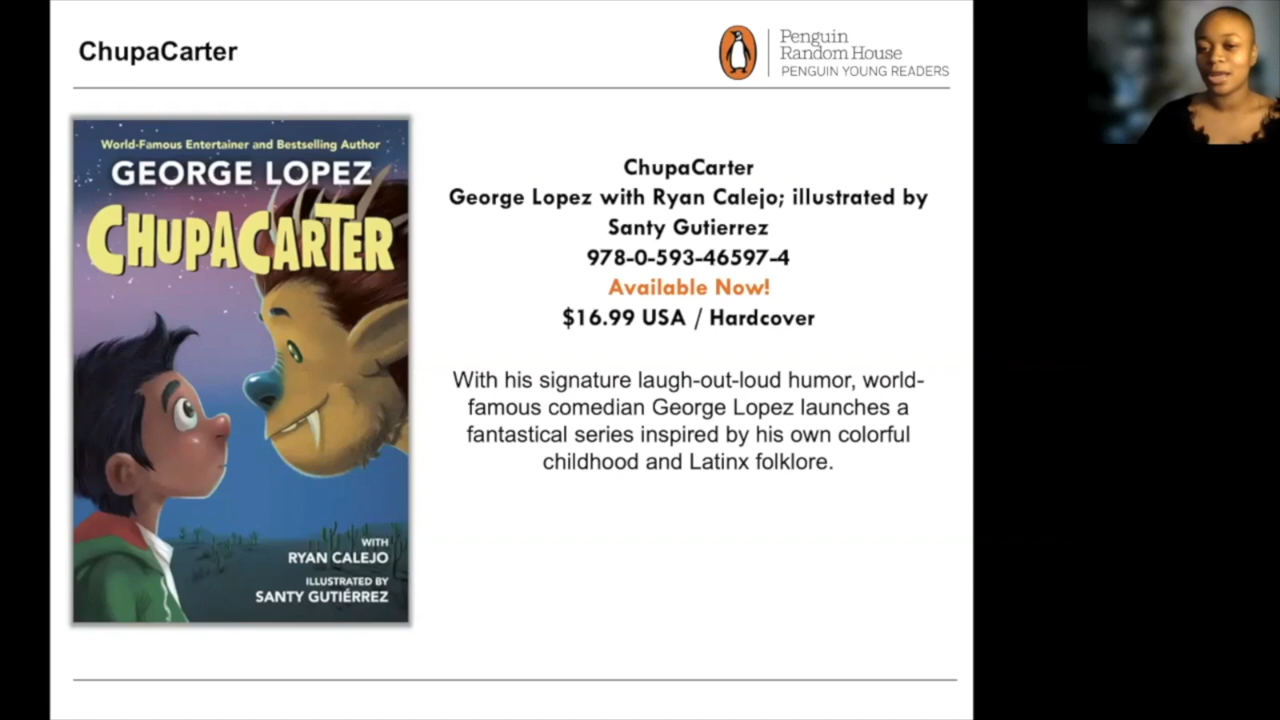 ChupaCarter
Penguin
Random House
PENGUIN YOUNG READERS
World-Famous Entertainer and Bestselling Author
GEORGE LOPEZ
CHUPACARTER
WITH
RYAN CALEJO
ILLUSTRATED BY
SANTY GUTIÉRREZ
ChupaCarter
George Lopez with Ryan Calejo; illustrated by
Santy Gutierrez
978-0-593-46597-4
Available Now!
$16.99 USA / Hardcover
With his signature laugh-out-loud humor, world-
famous comedian George Lopez launches a
fantastical series inspired by his own colorful
childhood and Latinx folklore.